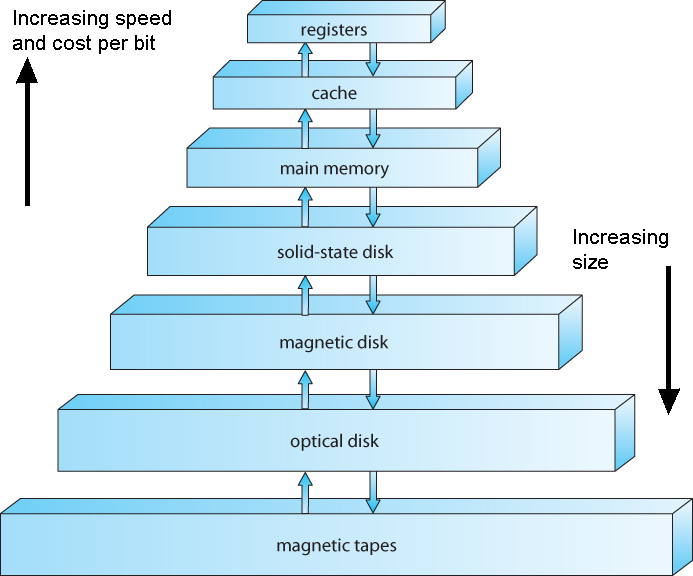 Increasing speed
and cost per bit
registers
cache
main memory
solid-state disk
Increasing
size
magnetic disk
optical disk
magnetic tapes